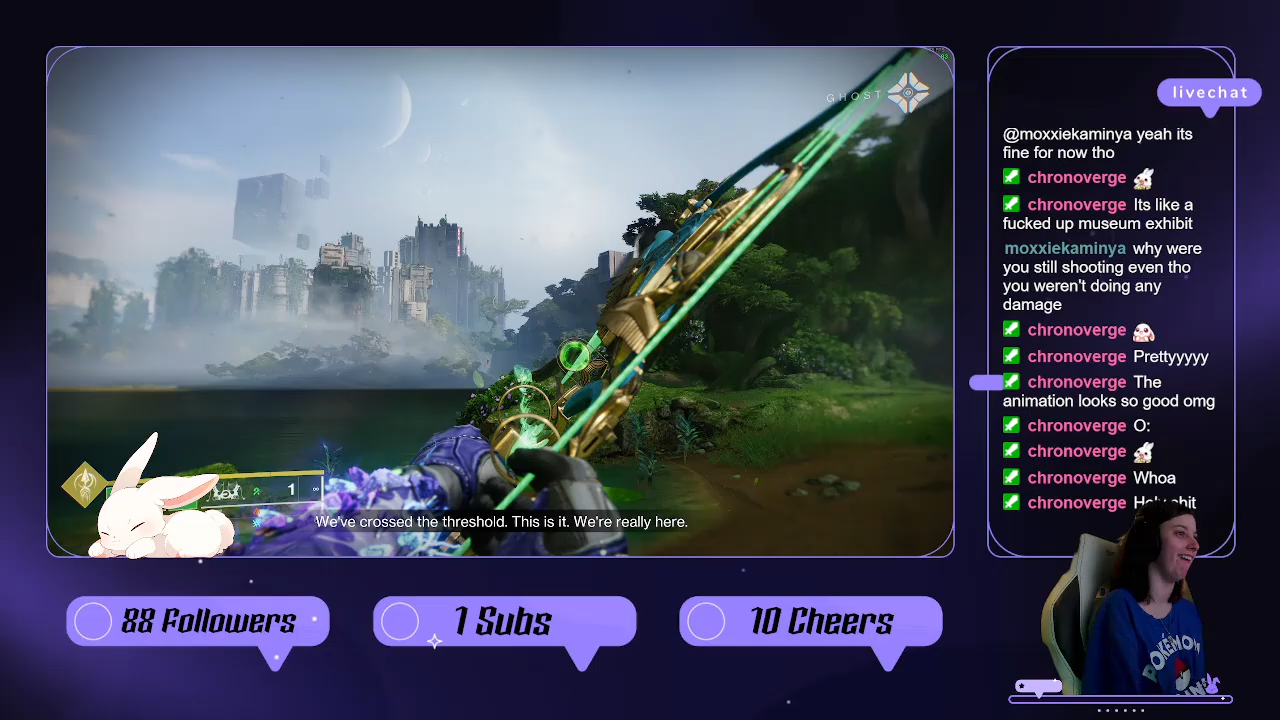 GHOST
livechat
@moxxiekaminya yeah its
fine for now tho
chronoverge
chronoverge Its like a
fucked up museum exhibit
moxxiekaminya why were
you still shooting even tho
you weren't doing any
damage
chronoverge
chronoverge Prettyyyyy
chronoverge The
animation looks so good omg
chronoverge O:
chronoverge
chronoverge Whoa
chronoverge Holy shit
1
We've crossed the threshold. This is it. We're really here.
88 Followers
1 Subs
10 Cheers
POKÉMON